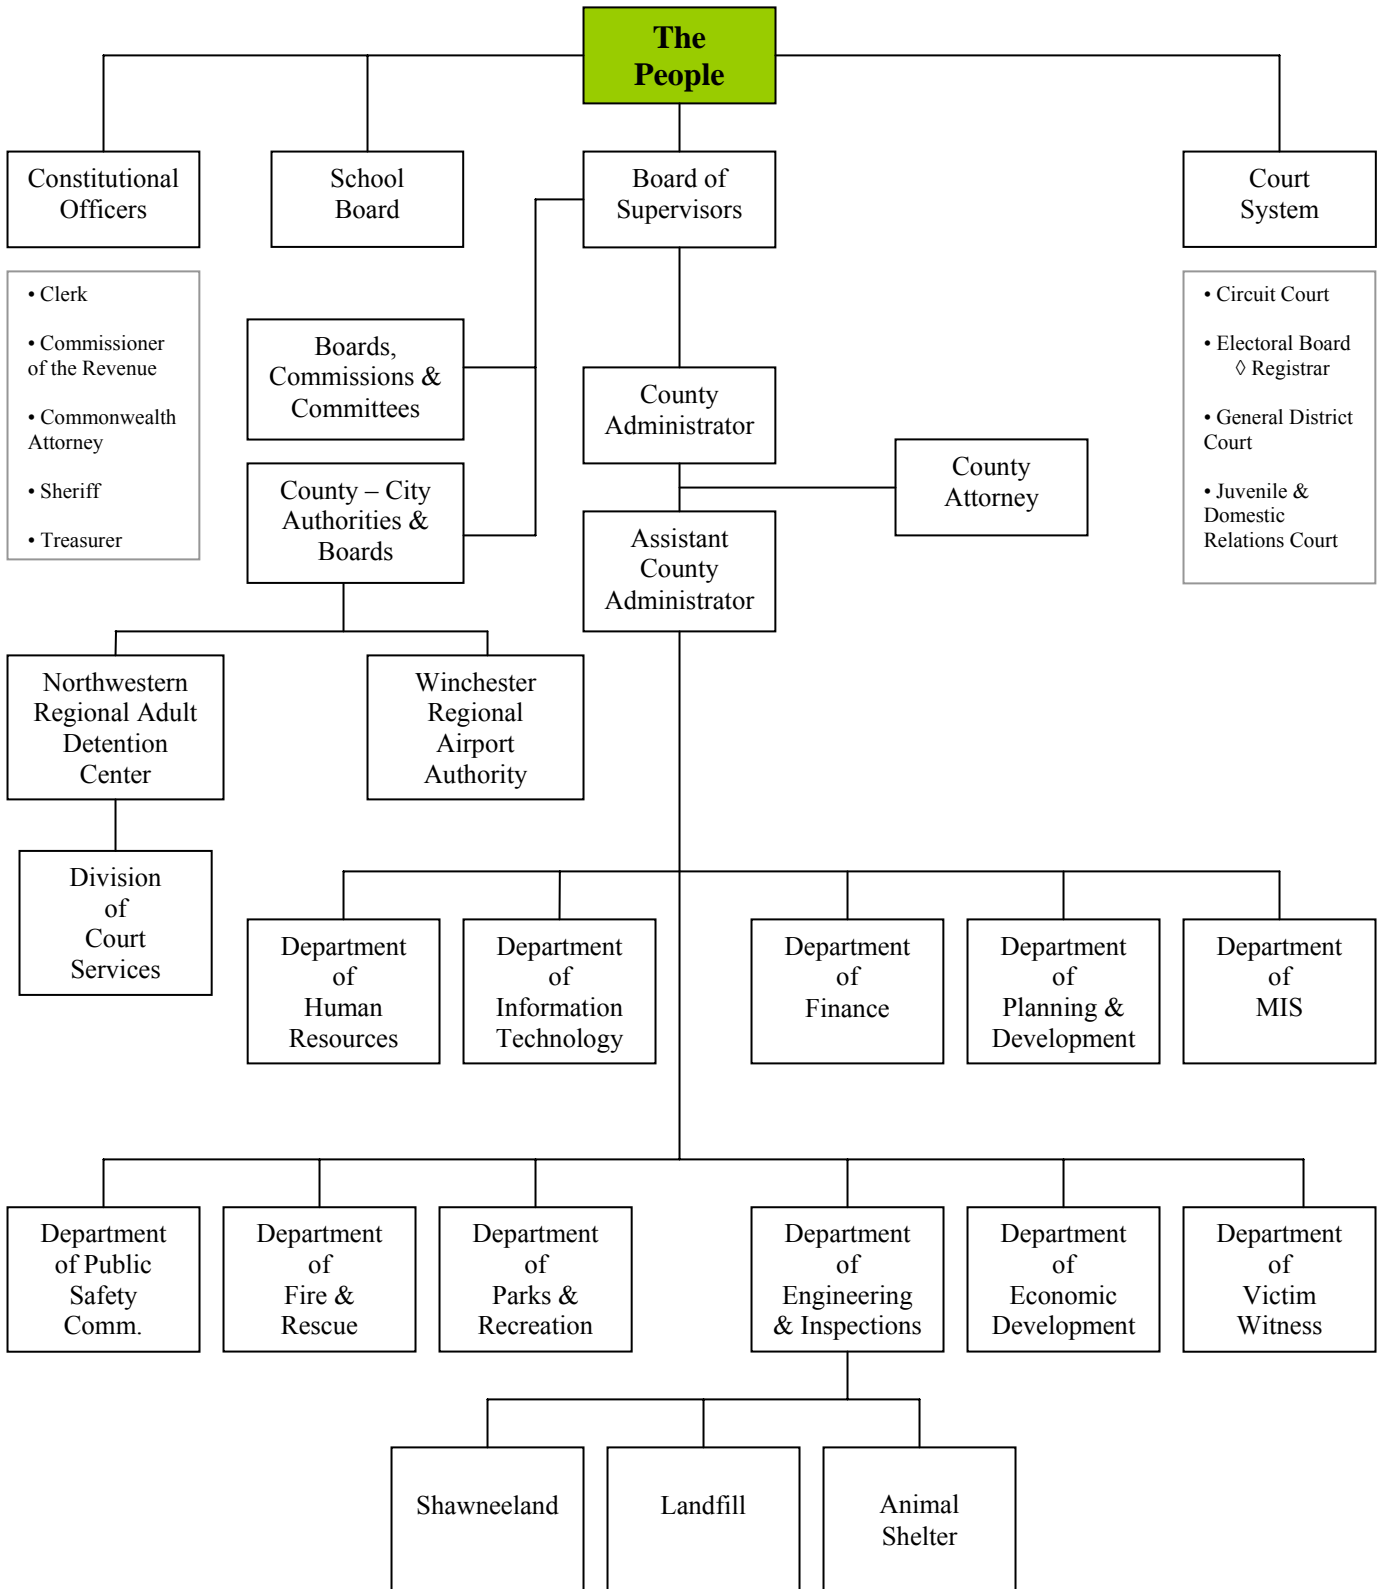 The
People
Constitutional
Officers
School
Board
Board of
Supervisors
Court
System
• Clerk
• Commissioner
of the Revenue
• Commonwealth
Attorney
• Sheriff
• Treasurer
• Circuit Court
• Electoral Board
◊ Registrar
• General District
Court
• Juvenile &
Domestic
Relations Court
Boards,
Commissions &
Committees
County
Administrator
County
Attorney
County – City
Authorities &
Boards
Assistant
County
Administrator
Northwestern
Regional Adult
Detention
Center
Winchester
Regional
Airport
Authority
Division
of
Court
Services
Department
of
Human
Resources
Department
of
Information
Technology
Department
of
Finance
Department
of
Planning &
Development
Department
of
MIS
Department
of Public
Safety
Comm.
Department
of
Fire &
Rescue
Department
of
Parks &
Recreation
Department
of
Engineering
& Inspections
Department
of
Economic
Development
Department
of
Victim
Witness
Shawneeland
Landfill
Animal
Shelter